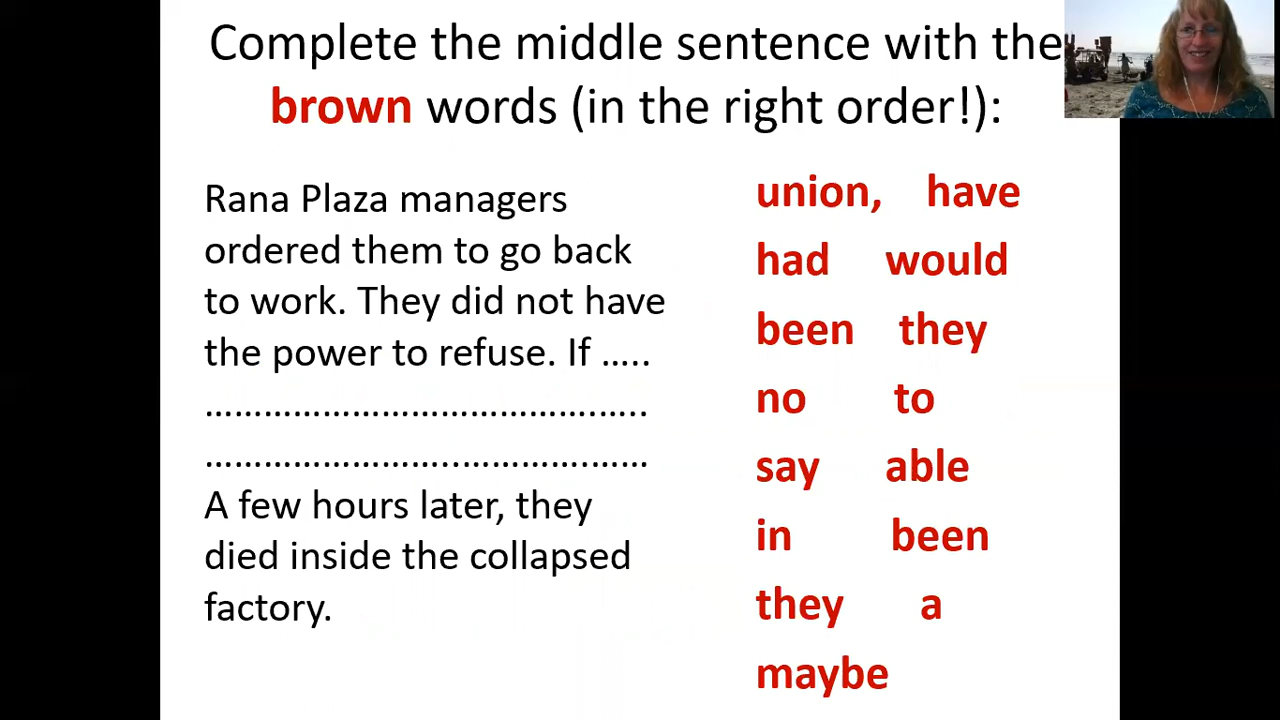 Complete the middle sentence with the
brown words (in the right order!):
Rana Plaza managers
ordered them to go back
to work. They did not have
the power to refuse. If …..
………………………………….…..
……………………..………….……
A few hours later, they
died inside the collapsed
factory.
union, have
had would
been they
no to
say able
in been
they a
maybe